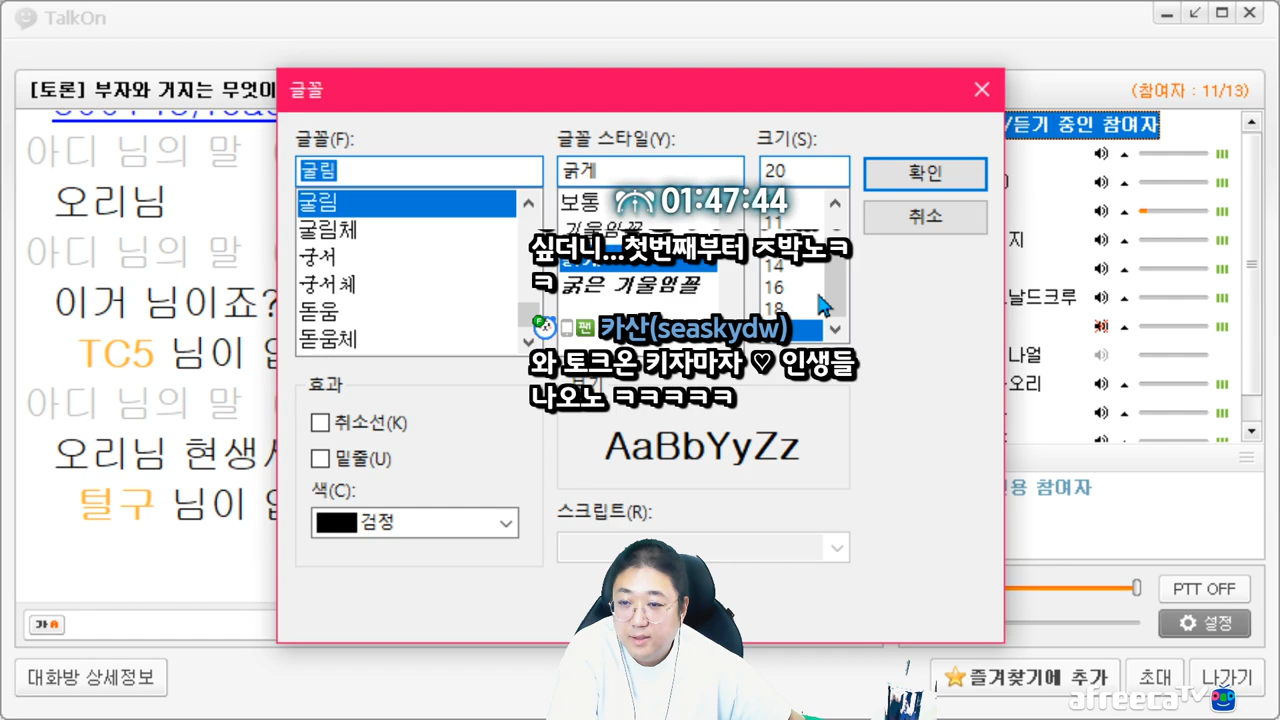 TalkOn
[토론] 부자와 거지는 무엇이
(참여자 : 11/13)
글꼴
/듣기 중인 참여자
아디 님의 말
오리님
아디 님의 말
이거 님이죠?
TC5 님이
아디 님의 말
오리님 현생
털구 님이
글꼴(F):
굴림
굴림
굴림체
궁서
궁서체
돋움
돋움체
글꼴 스타일(Y):
굵게
보통
기울임꼴
굵은 기울임꼴
크기(S):
20
11
14
16
18
확인
취소
01:47:44
싶더니...첫번째부터 ㅈ박노ㅋ
ㅋ
팬 카산(seaskydw)
와 토크온 키자마자 ♡ 인생들
나오노 ㅋㅋㅋㅋㅋ
효과
취소선(K)
밑줄(U)
색(C):
검정
보기
AaBbYyZz
스크립트(R):
지
날드크루
나얼
오리
용 참여자
PTT OFF
설정
가A
대화방 상세정보
즐겨찾기에 추가
초대
나가기
afreecaTV